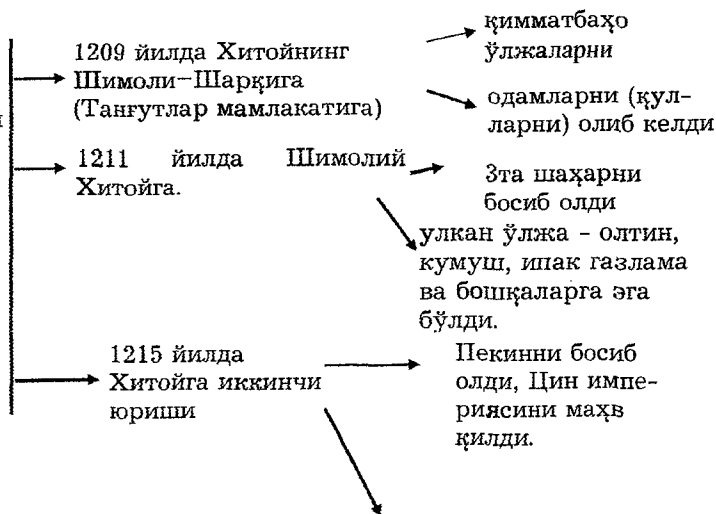 1209 йилда Хитойнинг
Шимоли-Шарқига
(Танғутлар мамлакатига)
қимматбаҳо
ўлжаларни
одамларни (қул-
ларни) олиб келди
1211 йилда Шимолий
Хитойга.
3та шаҳарни
босиб олди
улкан ўлжа - олтин,
кумуш, ипак газлама
ва бошқаларга эга
бўлди.
1215 йилда
Хитойга иккинчи
юриши
Пекинни босиб
олди, Цин импе-
риясини маҳв
қилди.